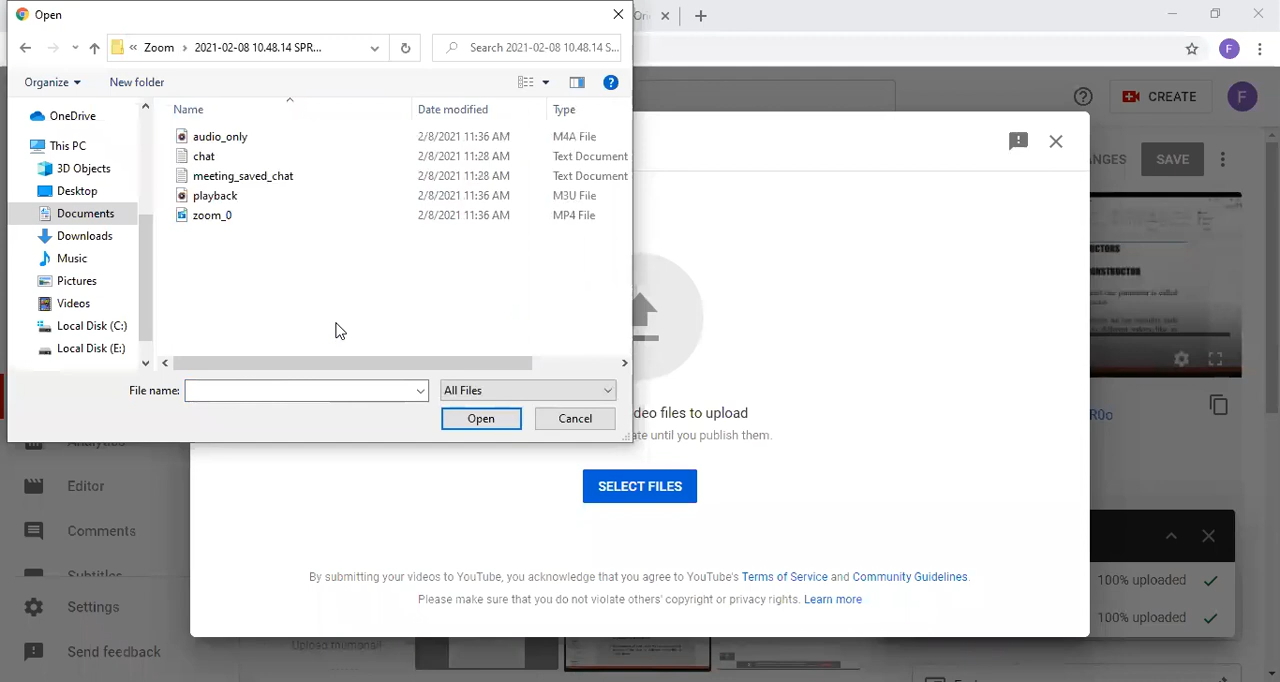 Open
Zoom
2021-02-08 10.48.14 SPR...
Search 2021-02-08 10.48.14 S...
Organize
New folder
OneDrive
This PC
3D Objects
Desktop
Documents
Downloads
Music
Pictures
Videos
Local Disk (C:)
Local Disk (E:)
Name
Date modified
Type
audio_only
2/8/2021 11:36 AM
M4A File
chat
2/8/2021 11:28 AM
Text Document
meeting_saved_chat
2/8/2021 11:28 AM
Text Document
playback
2/8/2021 11:36 AM
M3U File
zoom_0
2/8/2021 11:36 AM
MP4 File
File name:
All Files
Open
Cancel
F
CREATE
F
ANGES
SAVE
deo files to upload
ate until you publish them.
SELECT FILES
By submitting your videos to YouTube, you acknowledge that you agree to YouTube's Terms of Service and Community Guidelines.
Please make sure that you do not violate others' copyright or privacy rights. Learn more
Editor
Comments
Settings
Send feedback
R0o
100% uploaded
100% uploaded
Upload thumbnail